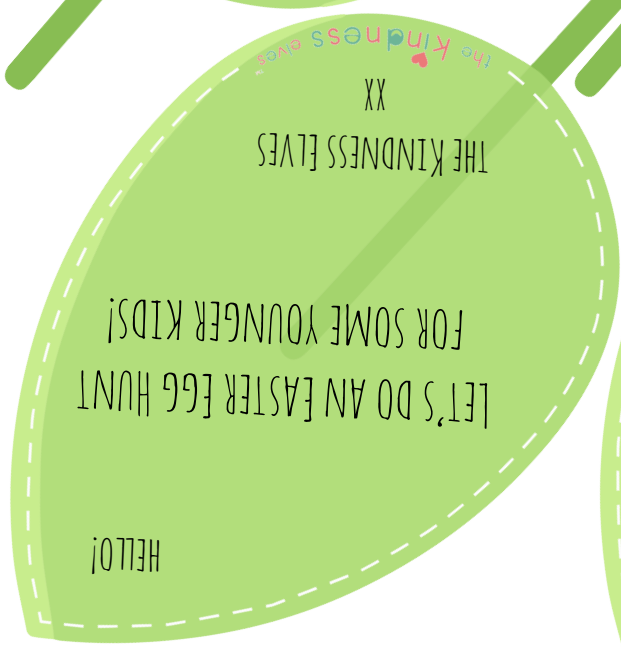 HELLO!
LET'S DO AN EASTER EGG HUNT
FOR SOME YOUNGER KIDS!
THE KINDNESS ELVES
XX
the kindness elves